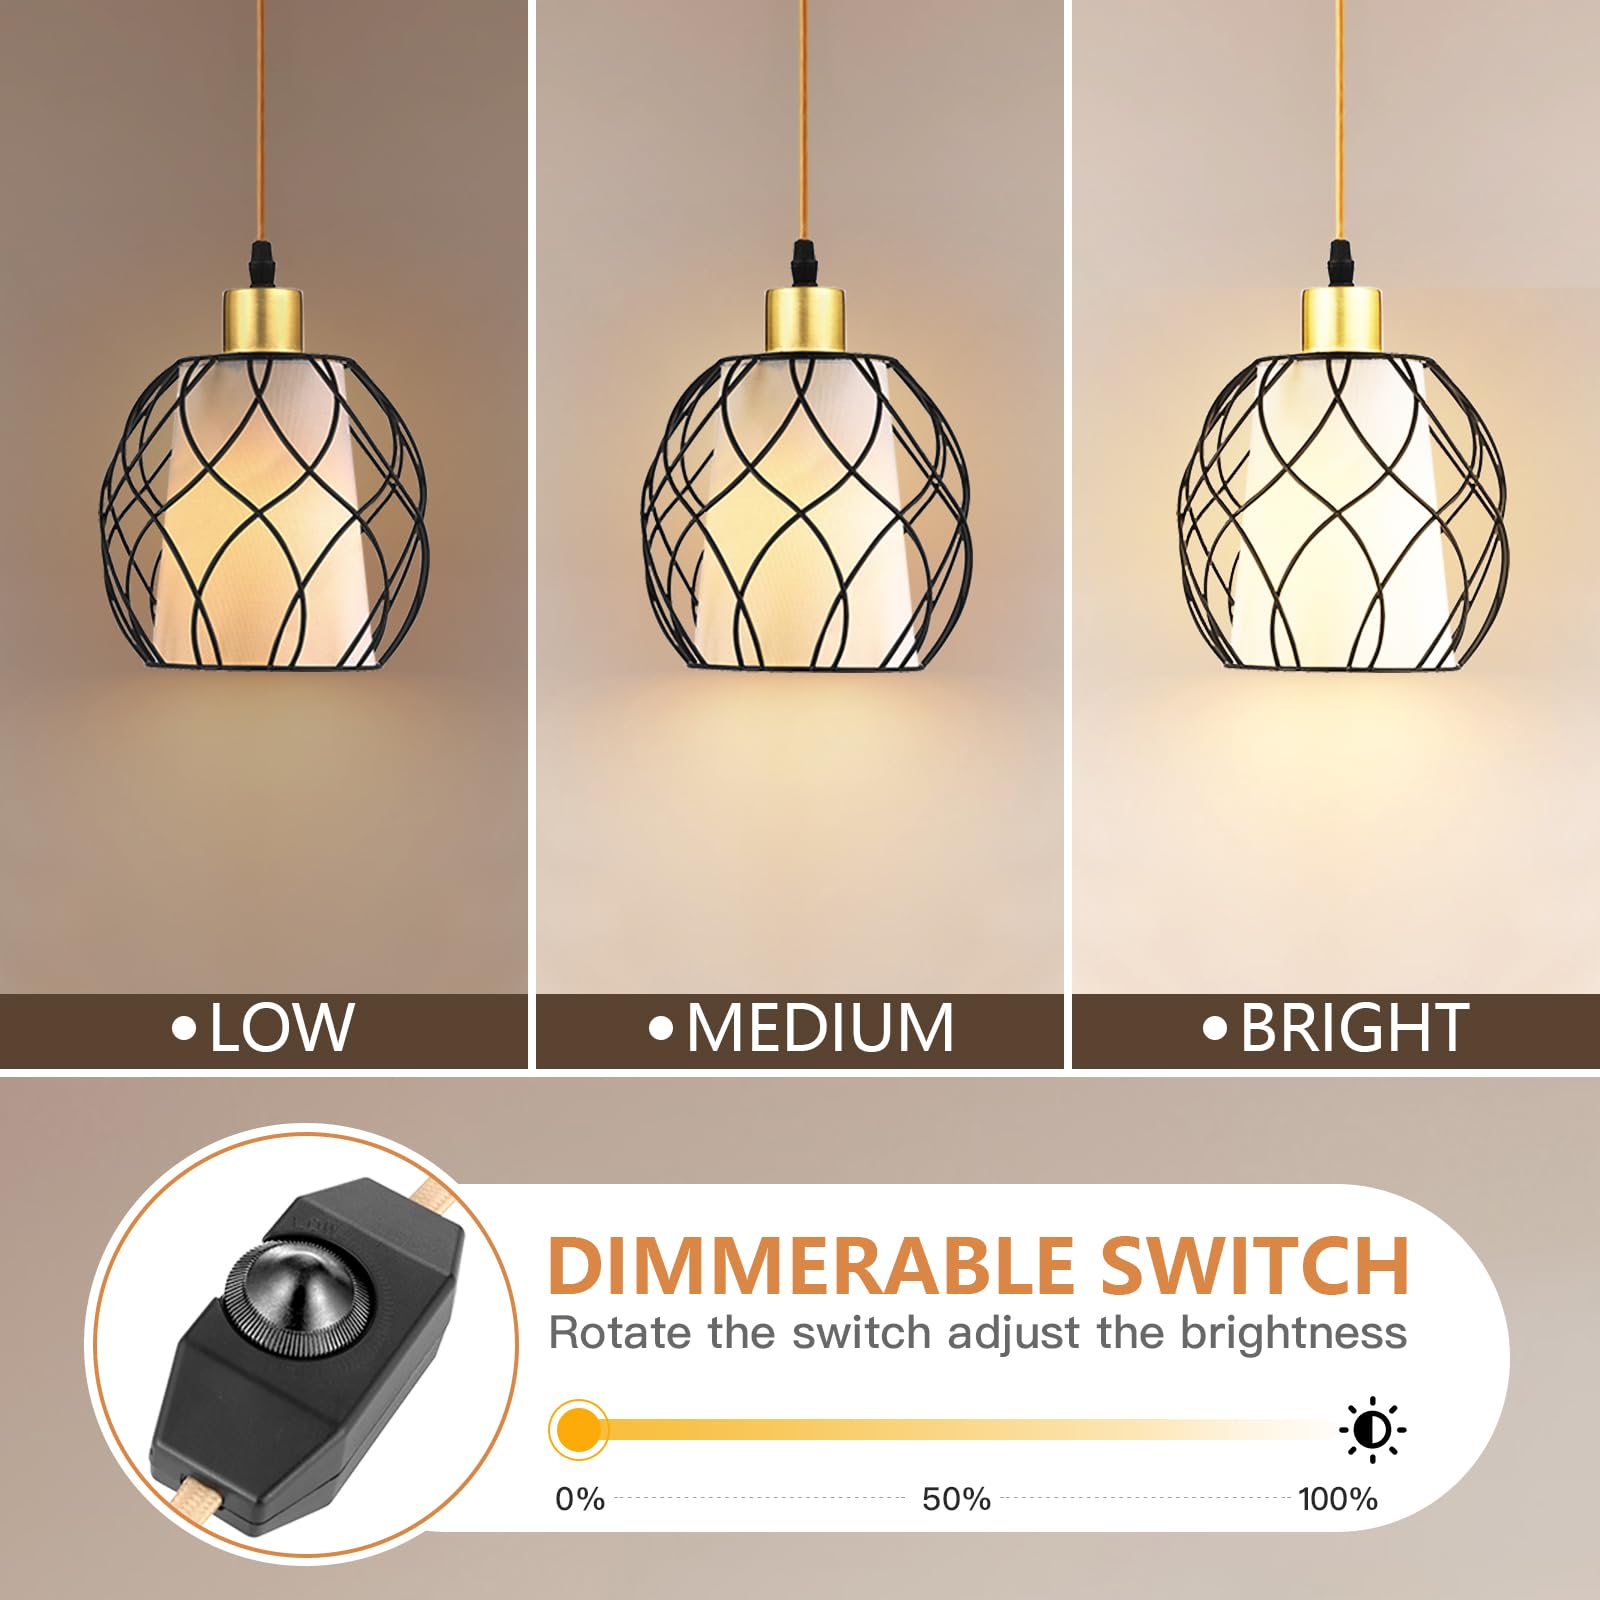 LOW
MEDIUM
BRIGHT
DIMMERABLE SWITCH
Rotate the switch adjust the brightness
0% 50% 100%